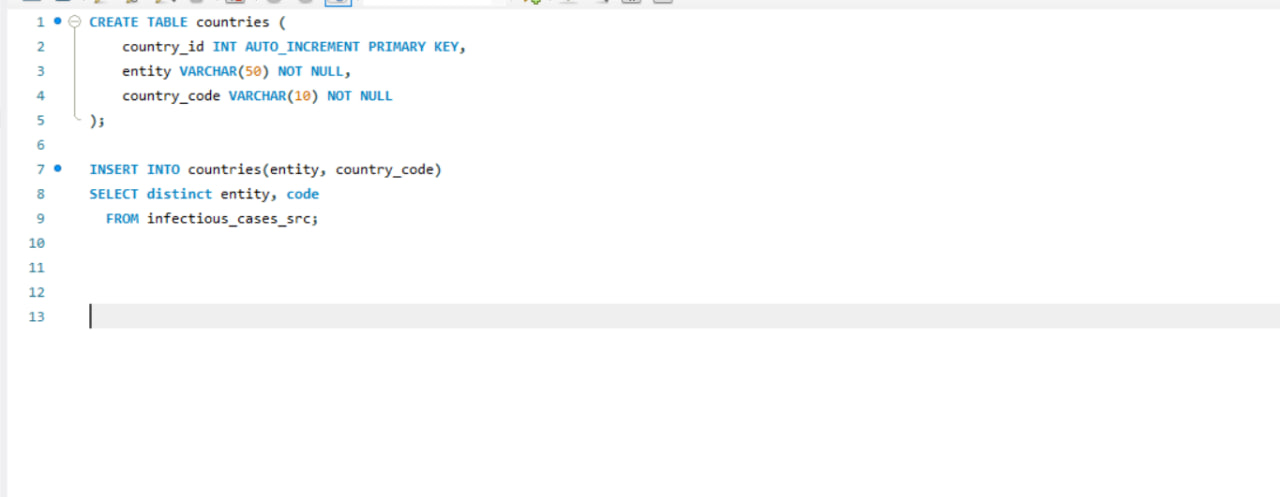 1 CREATE TABLE countries (
2 country_id INT AUTO_INCREMENT PRIMARY KEY,
3 entity VARCHAR(50) NOT NULL,
4 country_code VARCHAR(10) NOT NULL
5 );
6
7 INSERT INTO countries(entity, country_code)
8 SELECT distinct entity, code
9 FROM infectious_cases_src;
10
11
12
13